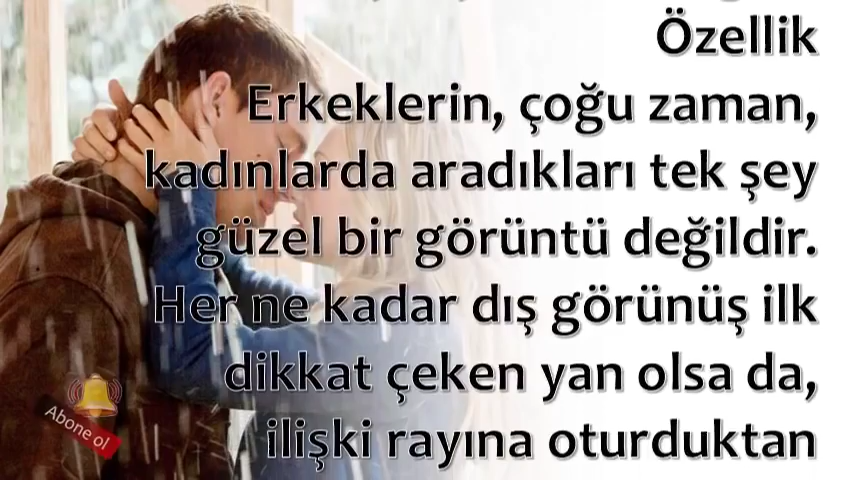 Özellik
Erkeklerin, çoğu zaman,
kadınlarda aradıkları tek şey
güzel bir görüntü değildir.
Her ne kadar dış görünüş ilk
dikkat çeken yan olsa da,
ilişki rayına oturduktan
Abone ol